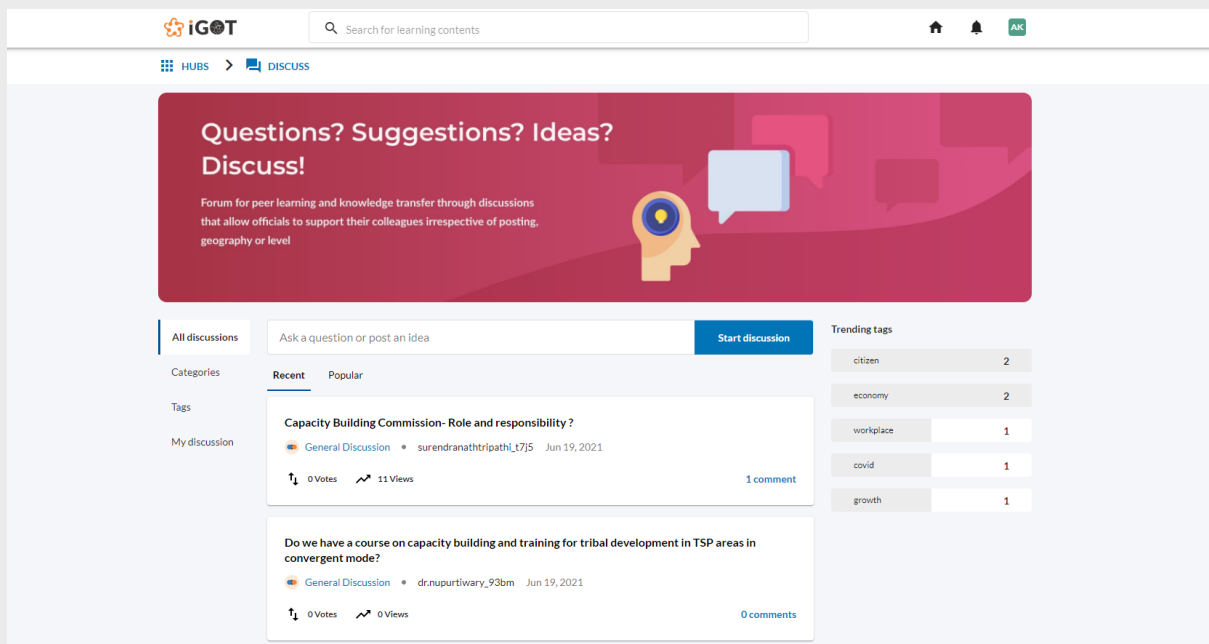 iGOT
Search for learning contents
AK
HUBS
DISCUSS
Questions? Suggestions? Ideas?
Discuss!
Forum for peer learning and knowledge transfer through discussions
that allow officials to support their colleagues irrespective of posting,
geography or level
All discussions
Categories
Tags
My discussion
Ask a question or post an idea
Start discussion
Recent
Popular
Capacity Building Commission- Role and responsibility ?
General Discussion • surendranathtripathi_t7j5 Jun 19, 2021
0 Votes 11 Views 1 comment
Do we have a course on capacity building and training for tribal development in TSP areas in
convergent mode?
General Discussion • dr.nupurtiwary_93bm Jun 19, 2021
0 Votes 0 Views 0 comments
Trending tags
citizen 2
economy 2
workplace 1
covid 1
growth 1